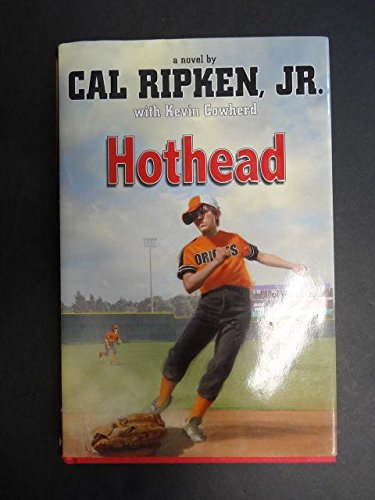 a novel by
CAL RIPKEN, JR.
with Kevin Cowherd
Hothead
ORIOLES